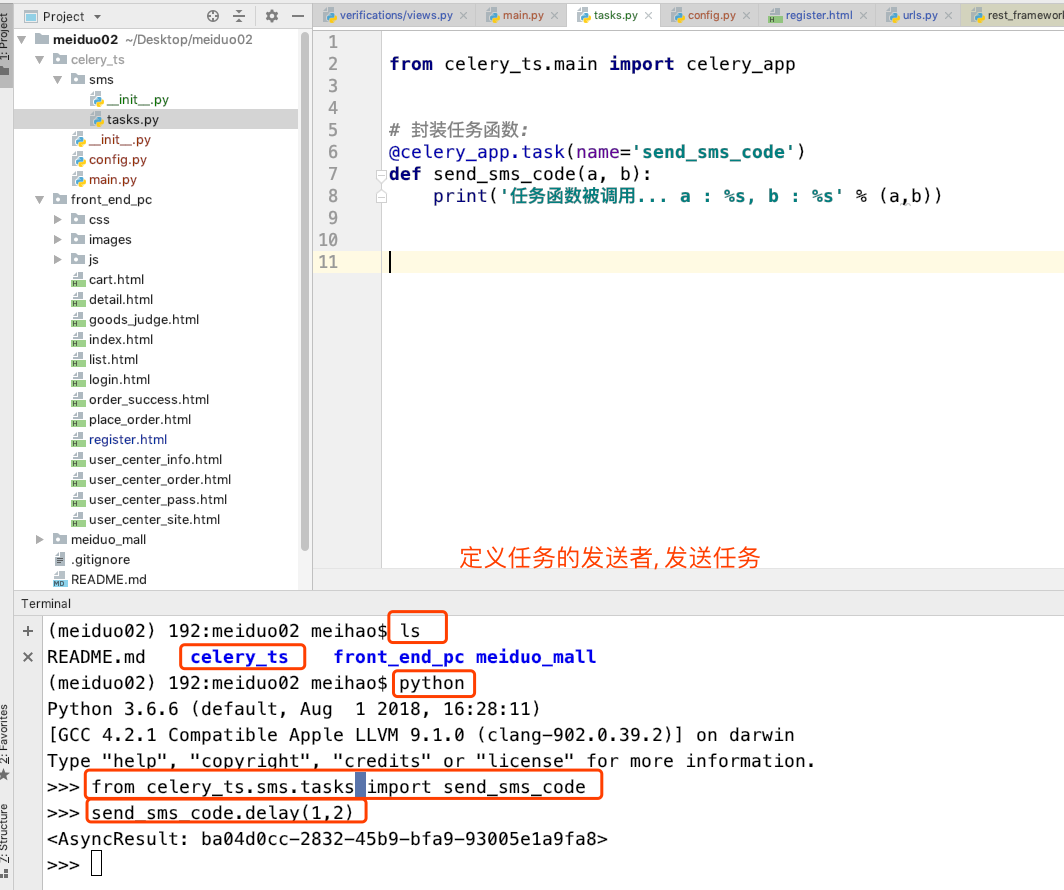 Project
verifications/views.py
main.py
tasks.py
config.py
register.html
urls.py
rest_framework
1: Project
meiduo02 ~/Desktop/meiduo02
celery_ts
sms
__init__.py
tasks.py
__init__.py
config.py
main.py
front_end_pc
css
images
js
cart.html
detail.html
goods_judge.html
index.html
list.html
login.html
order_success.html
place_order.html
register.html
user_center_info.html
user_center_order.html
user_center_pass.html
user_center_site.html
meiduo_mall
.gitignore
README.md
1
2 from celery_ts.main import celery_app
3
4
5 # 封装任务函数:
6 @celery_app.task(name='send_sms_code')
7 def send_sms_code(a, b):
8 print('任务函数被调用... a : %s, b : %s' % (a,b))
9
10
11
定义任务的发送者, 发送任务
Terminal
(meiduo02) 192:meiduo02 meihao$ ls
README.md celery_ts front_end_pc meiduo_mall
(meiduo02) 192:meiduo02 meihao$ python
Python 3.6.6 (default, Aug 1 2018, 16:28:11)
[GCC 4.2.1 Compatible Apple LLVM 9.1.0 (clang-902.0.39.2)] on darwin
Type "help", "copyright", "credits" or "license" for more information.
>>> from celery_ts.sms.tasks import send_sms_code
>>> send_sms_code.delay(1,2)
<AsyncResult: ba04d0cc-2832-45b9-bfa9-93005e1a9fa8>
>>>
2: Favorites
7: Structure